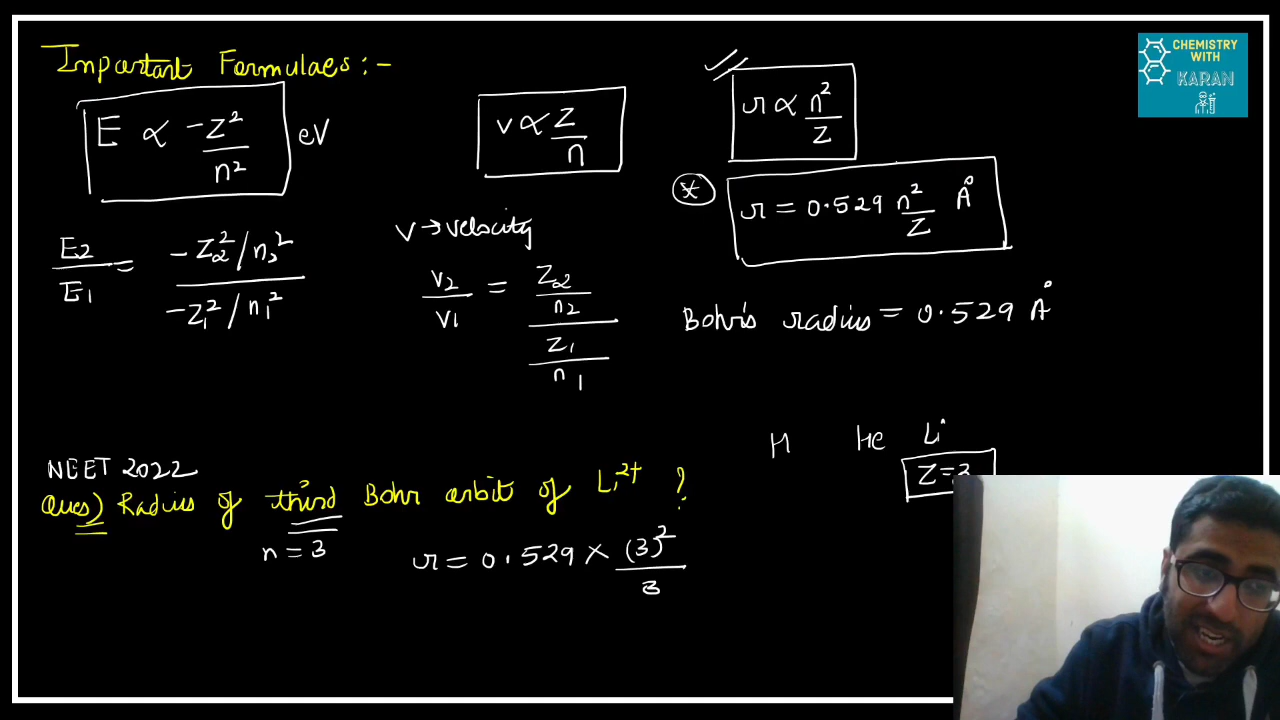 Important Formulaes :-
CHEMISTRY
WITH
KARAN
E ∝ -Z²/n² eV
v ∝ Z/n
r ∝ n²/Z
r = 0.529 n²/Z Å
E2/E1 = (-Z2²/n2²)/(-Z1²/n1²)
v → velocity
v2/v1 = (Z2/n2)/(Z1/n1)
Bohr's radius = 0.529 Å
H He Li
Z=3
NEET 2022
Ques) Radius of third Bohr orbit of Li²⁺ ?
n = 3
r = 0.529 × (3)²/3